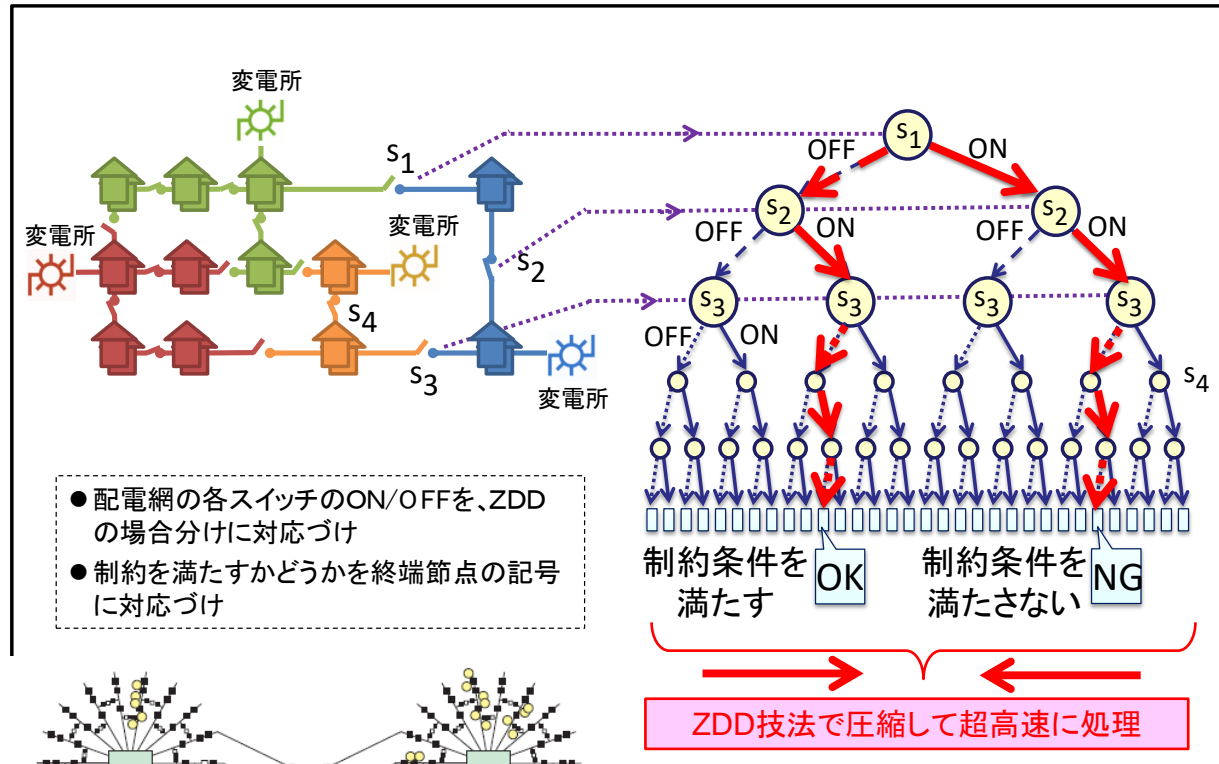 変電所
s1
変電所
変電所
s2
s4
s3
変電所
●配電網の各スイッチのON/OFFを、ZDD
の場合分けに対応づけ
●制約を満たすかどうかを終端節点の記号
に対応づけ
s1
OFF
ON
s2
s2
OFF
ON
OFF
ON
s3
s3
s3
s3
OFF
ON
s4
制約条件を
満たす
OK
制約条件を
満たさない
NG
ZDD技法で圧縮して超高速に処理